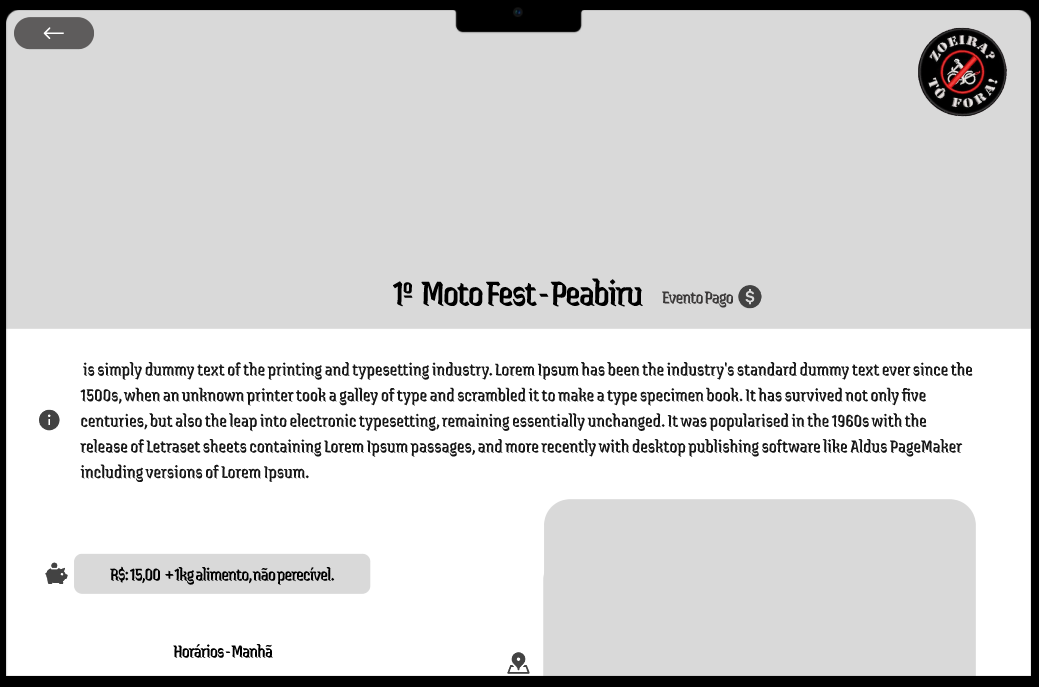 ZOEIRA?
TÔ FORA!
1º Moto Fest - Peabiru
Evento Pago $
is simply dummy text of the printing and typesetting industry. Lorem Ipsum has been the industry's standard dummy text ever since the
1500s, when an unknown printer took a galley of type and scrambled it to make a type specimen book. It has survived not only five
centuries, but also the leap into electronic typesetting, remaining essentially unchanged. It was popularised in the 1960s with the
release of Letraset sheets containing Lorem Ipsum passages, and more recently with desktop publishing software like Aldus PageMaker
including versions of Lorem Ipsum.
R$: 15,00 + 1kg alimento, não perecível.
Horários - Manhã